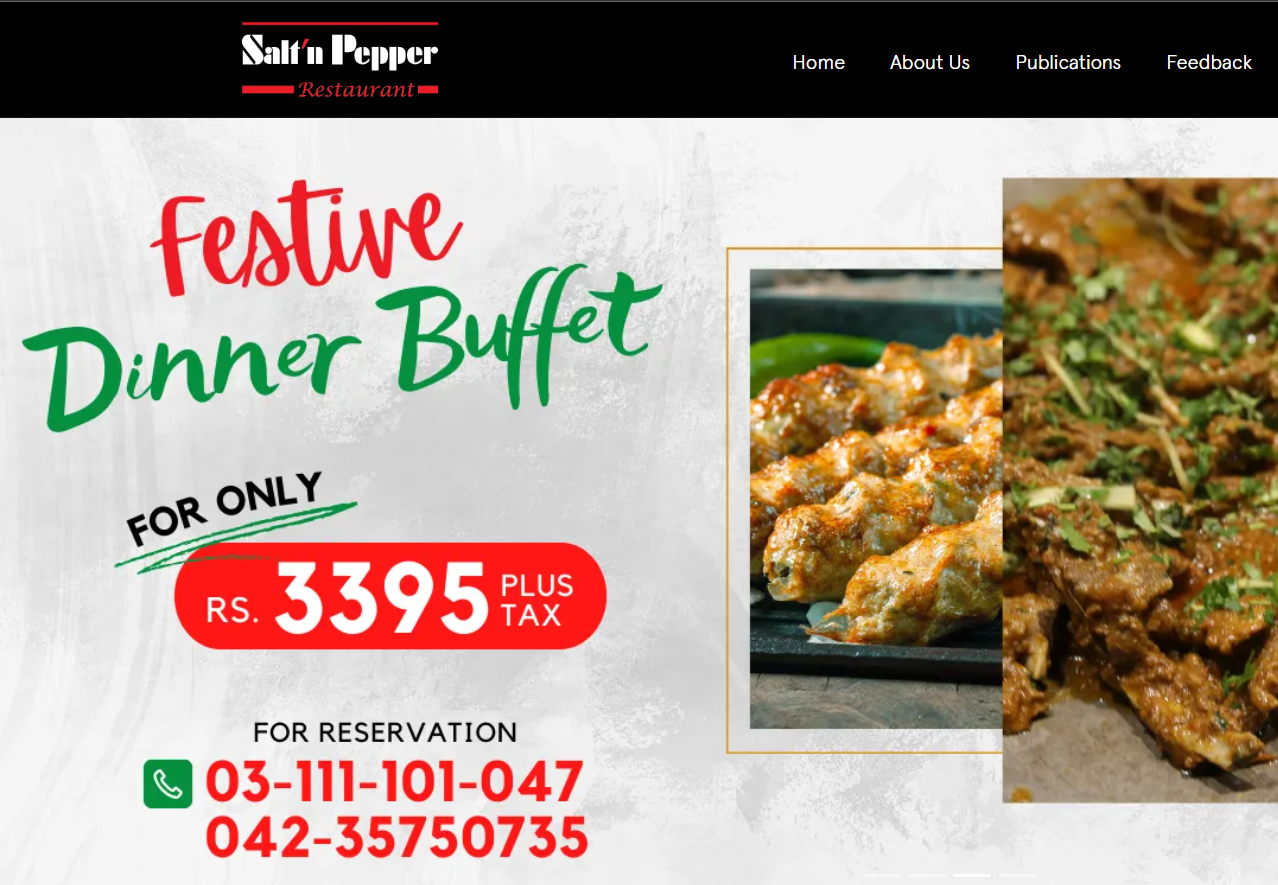 Salt'n Pepper
Restaurant
Home About Us Publications Feedback
Festive
Dinner Buffet
FOR ONLY
RS. 3395 PLUS TAX
FOR RESERVATION
03-111-101-047
042-35750735